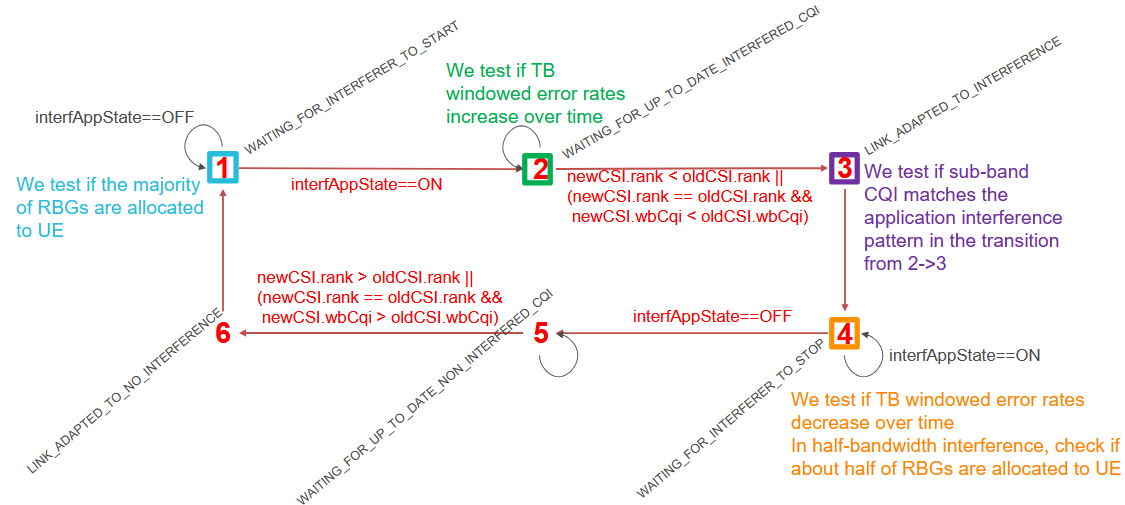 WAITING_FOR_INTERFERER_TO_START
WAITING_FOR_UP_TO_DATE_INTERFERED_CQI
LINK_ADAPTED_TO_INTERFERENCE
We test if TB
windowed error rates
increase over time
interfAppState==OFF
1
2
3
We test if the majority
of RBGs are allocated
to UE
interfAppState==ON
newCSI.rank < oldCSI.rank ||
(newCSI.rank == oldCSI.rank &&
newCSI.wbCqi < oldCSI.wbCqi)
We test if sub-band
CQI matches the
application interference
pattern in the transition
from 2->3
newCSI.rank > oldCSI.rank ||
(newCSI.rank == oldCSI.rank &&
newCSI.wbCqi > oldCSI.wbCqi)
interfAppState==OFF
6
5
4
interfAppState==ON
LINK_ADAPTED_TO_NO_INTERFERENCE
WAITING_FOR_UP_TO_DATE_NON_INTERFERED_CQI
WAITING_FOR_INTERFERER_TO_STOP
We test if TB windowed error rates
decrease over time
In half-bandwidth interference, check if
about half of RBGs are allocated to UE